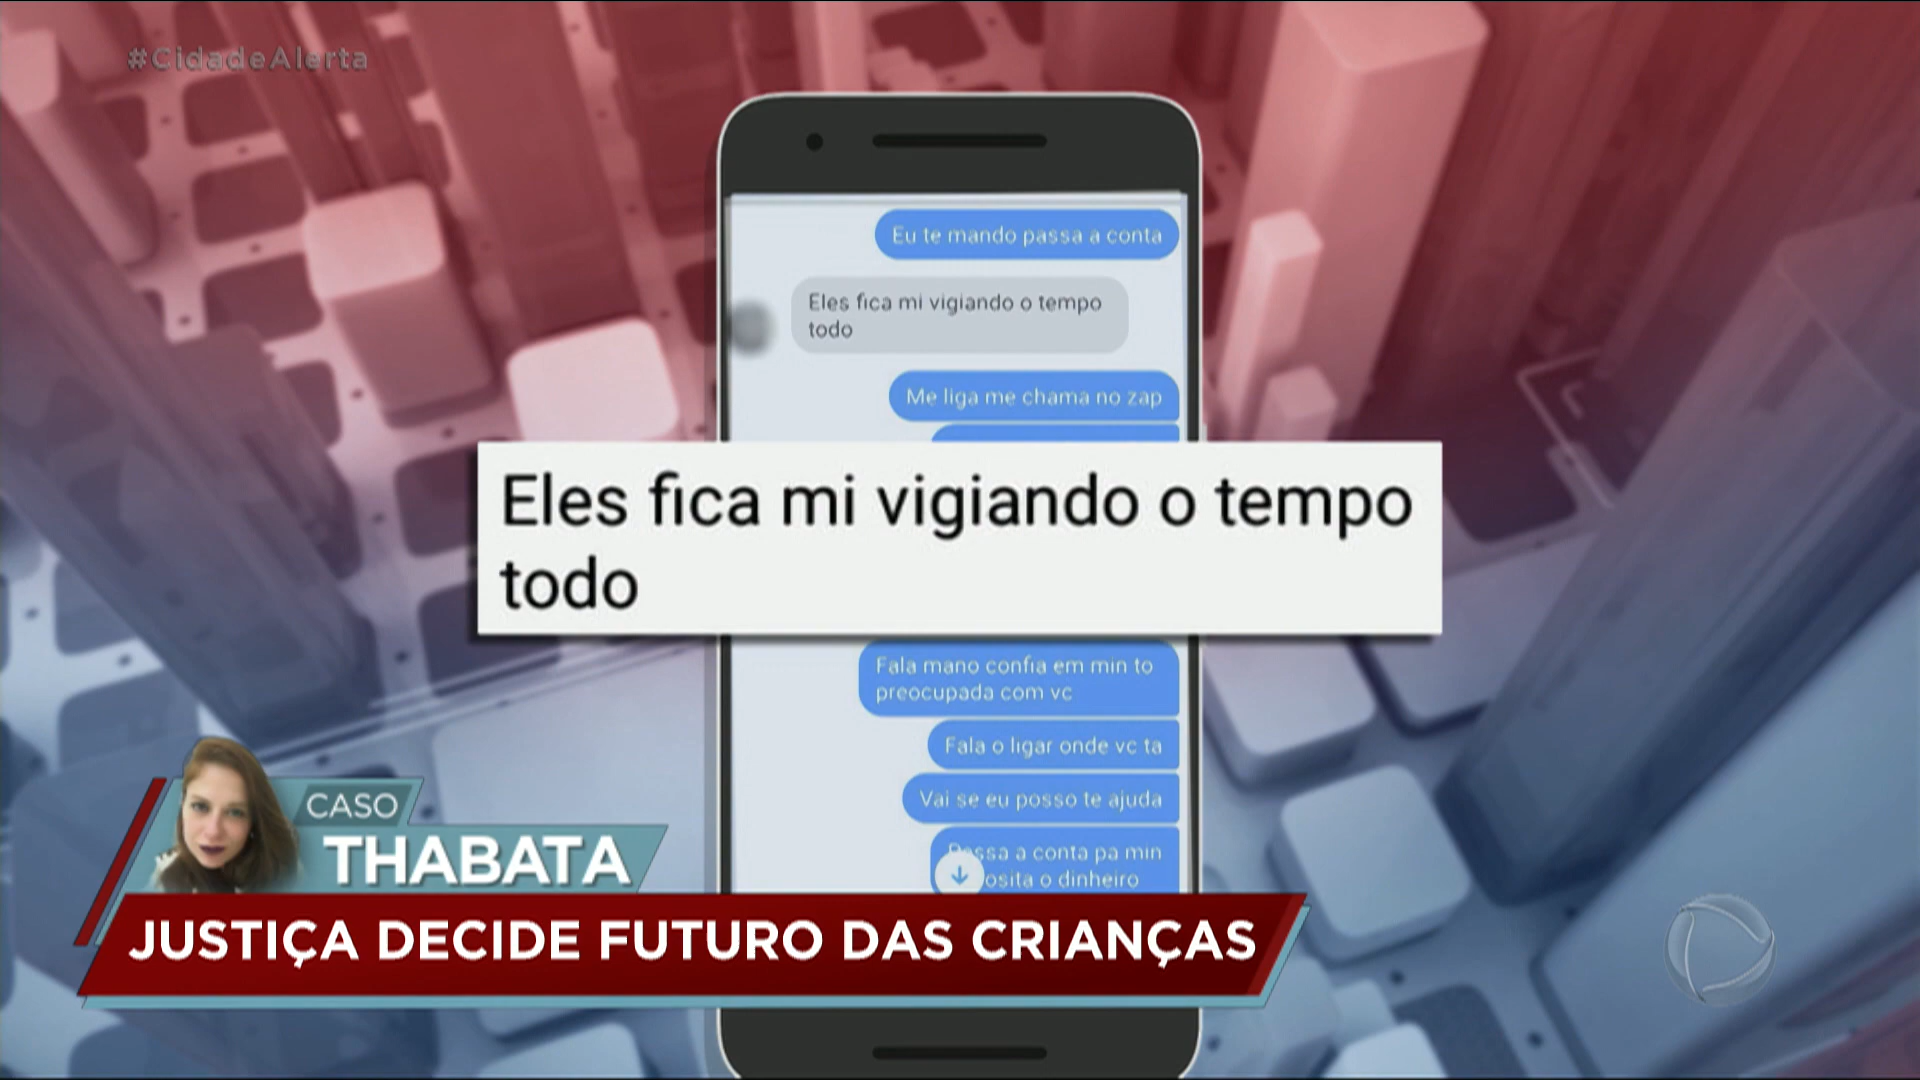 #CidadeAlerta
Eu te mando passa a conta
Eles fica mi vigiando o tempo
todo
Me liga me chama no zap
Eles fica mi vigiando o tempo
todo
Fala mano confia em min to
preocupada com vc
Fala o ligar onde vc ta
Vai se eu posso te ajuda
a conta pa min
o dinheiro
CASO
THABATA
JUSTIÇA DECIDE FUTURO DAS CRIANÇAS